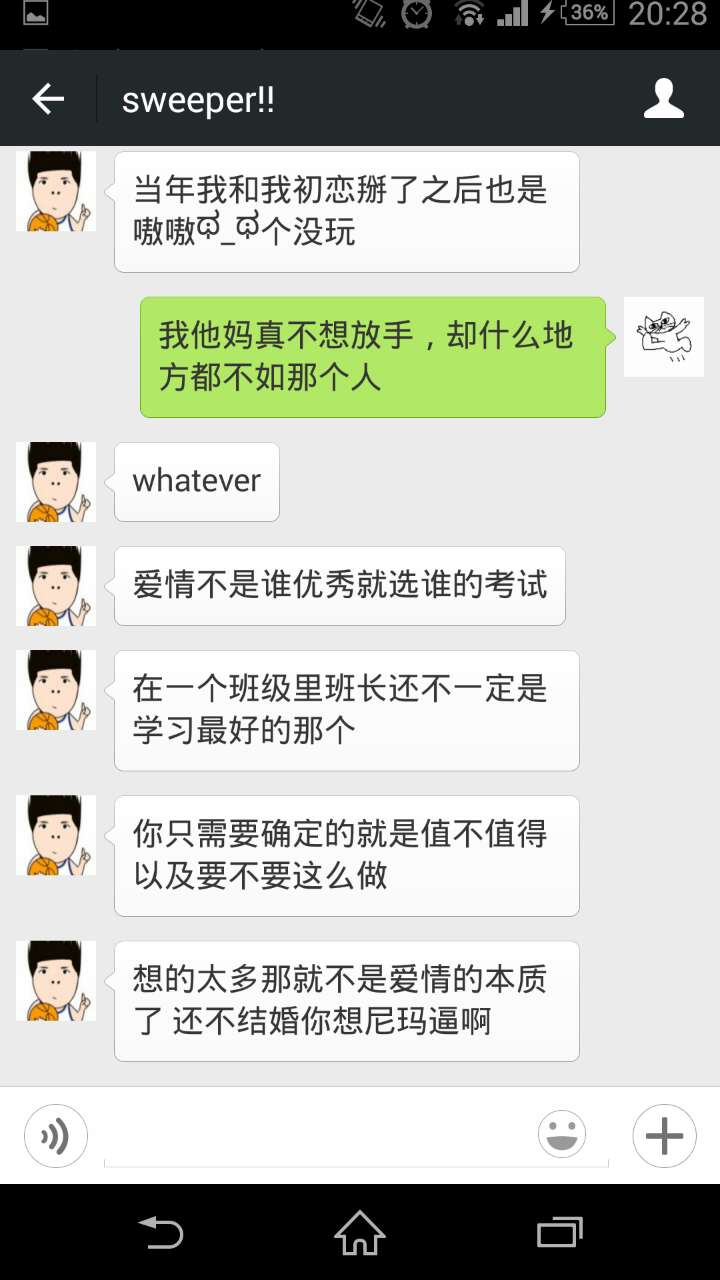 36% 20:28
sweeper!!
当年我和我初恋掰了之后也是
嗷嗷ಥ_ಥ个没玩
我他妈真不想放手，却什么地
方都不如那个人
whatever
爱情不是谁优秀就选谁的考试
在一个班级里班长还不一定是
学习最好的那个
你只需要确定的就是值不值得
以及要不要这么做
想的太多那就不是爱情的本质
了 还不结婚你想尼玛逼啊